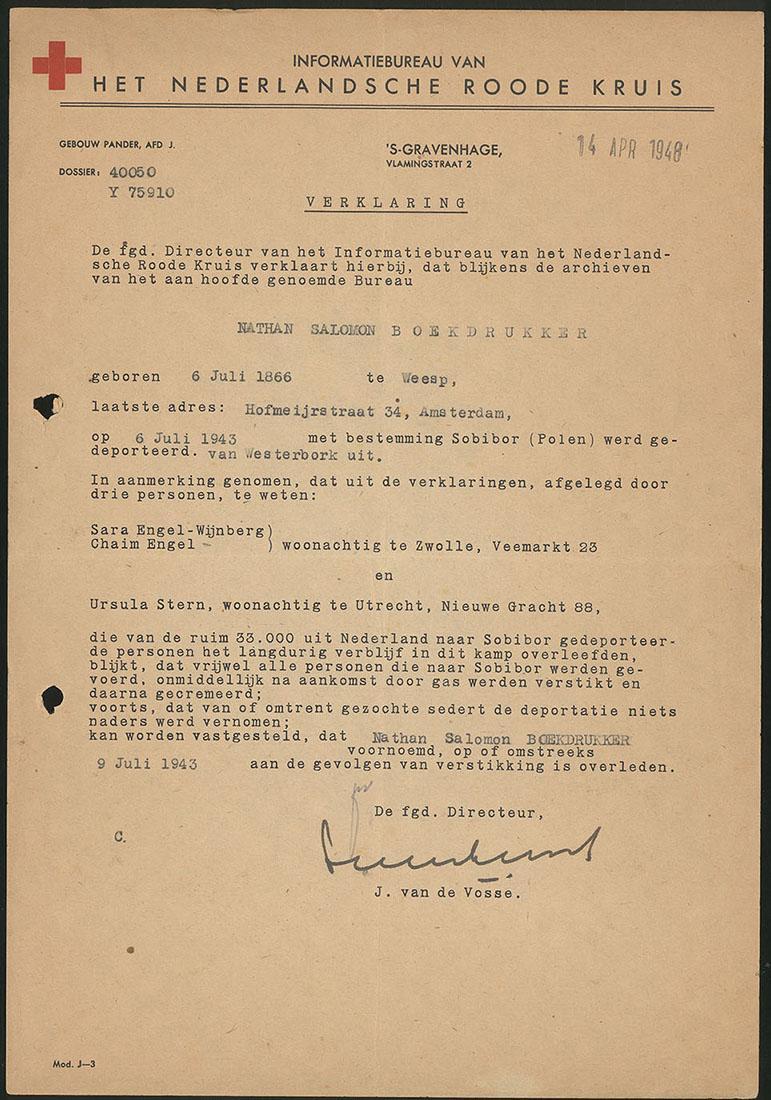 INFORMATIEBUREAU VAN
HET NEDERLANDSCHE ROODE KRUIS
GEBOUW PANDER, AFD J.
'S-GRAVENHAGE,
VLAMINGSTRAAT 2
14 APR 1948
DOSSIER: 40050
Y 75910
VERKLARING
De fgd. Directeur van het Informatiebureau van het Nederland-
sche Roode Kruis verklaart hierbij, dat blijkens de archieven
van het aan hoofde genoemde Bureau
NATHAN SALOMON BOEKDRUKKER
geboren 6 Juli 1866 te Weesp,
laatste adres: Hofmeijrstraat 34, Amsterdam,
op 6 Juli 1943 met bestemming Sobibor (Polen) werd ge-
deporteerd. van Westerbork uit.
In aanmerking genomen, dat uit de verklaringen, afgelegd door
drie personen, te weten:
Sara Engel-Wijnberg)
Chaim Engel - ) woonachtig te Zwolle, Veemarkt 23
en
Ursula Stern, woonachtig te Utrecht, Nieuwe Gracht 88,
die van de ruim 33.000 uit Nederland naar Sobibor gedeporteer-
de personen het langdurig verblijf in dit kamp overleefden,
blijkt, dat vrijwel alle personen die naar Sobibor werden ge-
voerd, onmiddellijk na aankomst door gas werden verstikt en
daarna gecremeerd;
voorts, dat van of omtrent gezochte sedert de deportatie niets
naders werd vernomen;
kan worden vastgesteld, dat Nathan Salomon BOEKDRUKKER
voornoemd, op of omstreeks
9 Juli 1943 aan de gevolgen van verstikking is overleden.
De fgd. Directeur,
C.
J. van de Vosse.
Mod. J—3